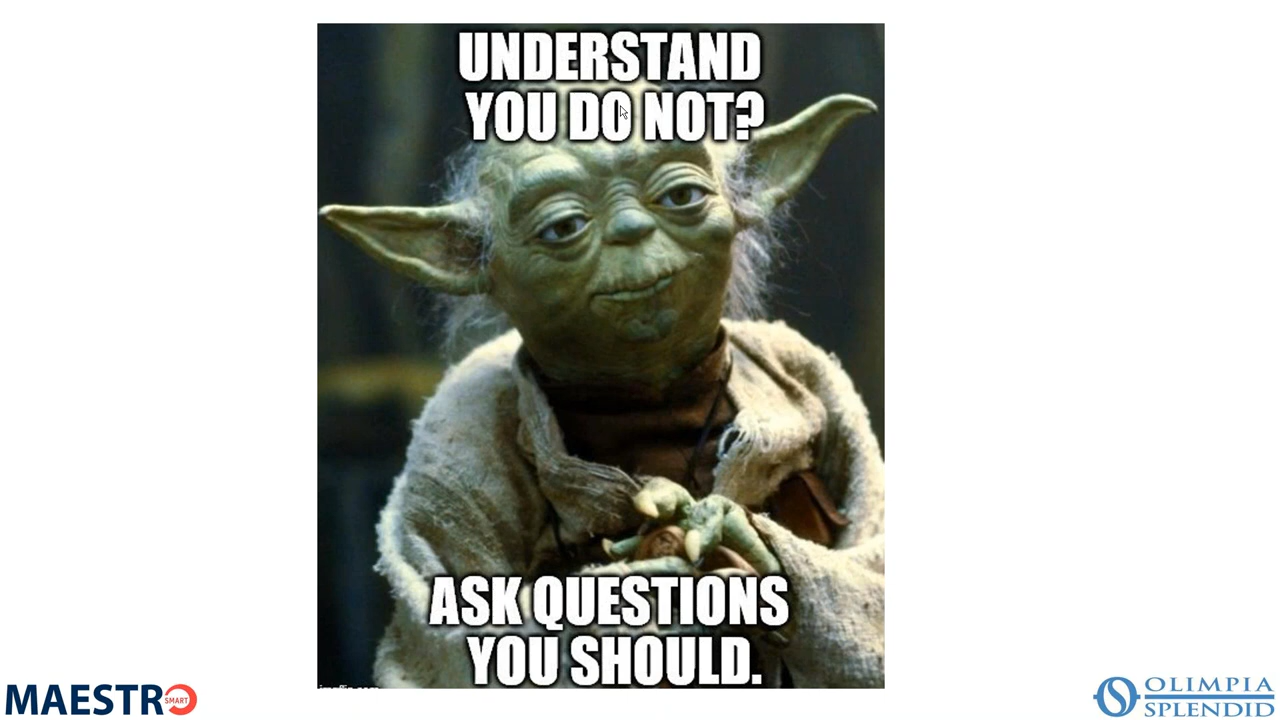 UNDERSTAND
YOU DO NOT?
ASK QUESTIONS
YOU SHOULD.
MAESTRO
SMART
OLIMPIA
SPLENDID